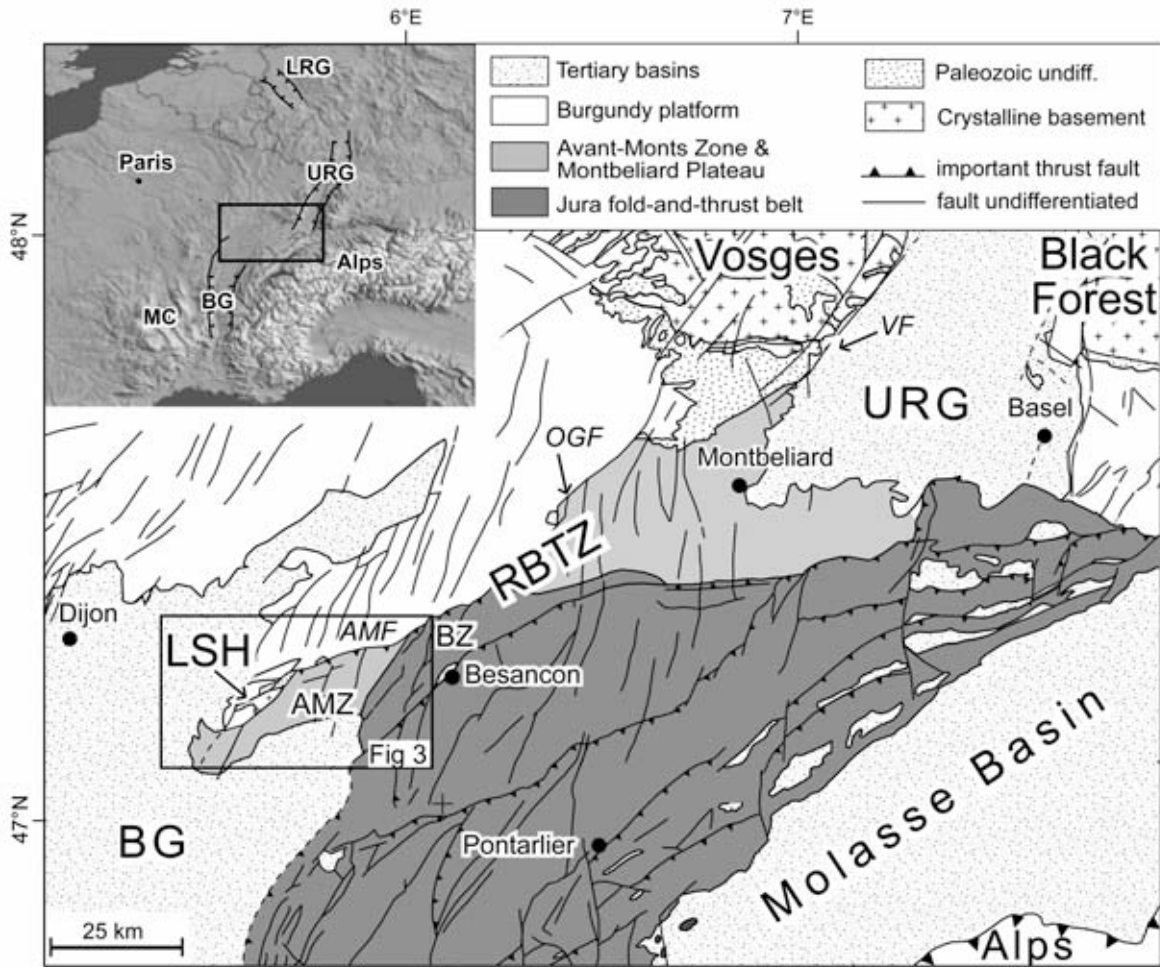 6°E
7°E
48°N
47°N
LRG
Paris
URG
Alps
BG
MC
Tertiary basins
Burgundy platform
Avant-Monts Zone &
Montbeliard Plateau
Jura fold-and-thrust belt
Paleozoic undiff.
Crystalline basement
important thrust fault
fault undifferentiated
Vosges
Black
Forest
VF
URG
Basel
OGF
Montbeliard
RBTZ
Dijon
AMF
BZ
LSH
Besancon
AMZ
Fig 3
BG
Pontarlier
Molasse Basin
25 km
Alps